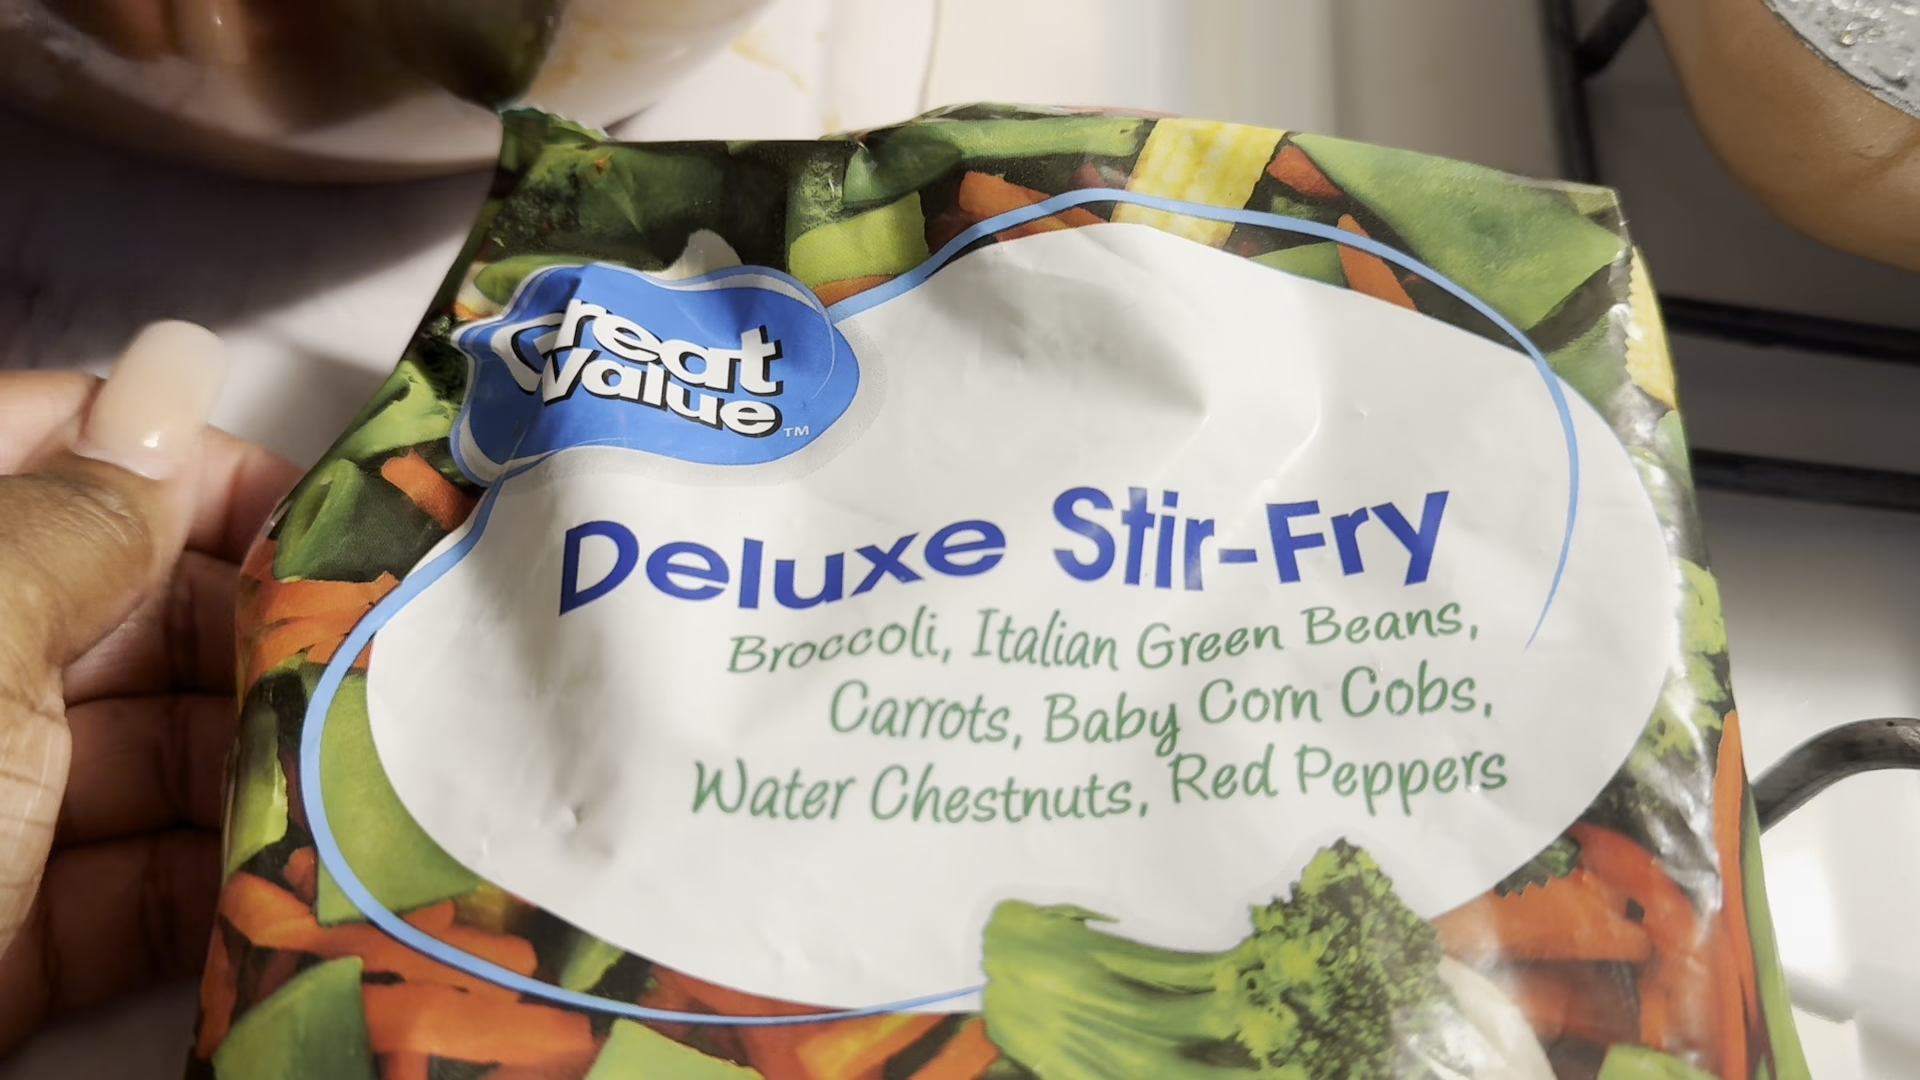 Great
Value
TM
Deluxe Stir-Fry
Broccoli, Italian Green Beans,
Carrots, Baby Corn Cobs,
Water Chestnuts, Red Peppers